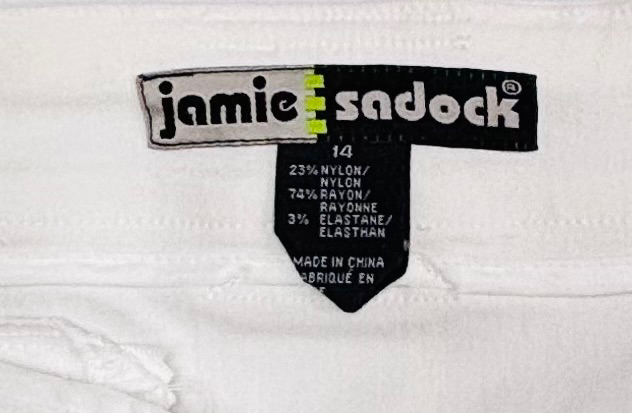 jamie sadock®
14
23% NYLON/
NYLON
74% RAYON/
RAYONNE
3% ELASTANE/
ELASTHAN
MADE IN CHINA
ABRIQUÉ EN
E